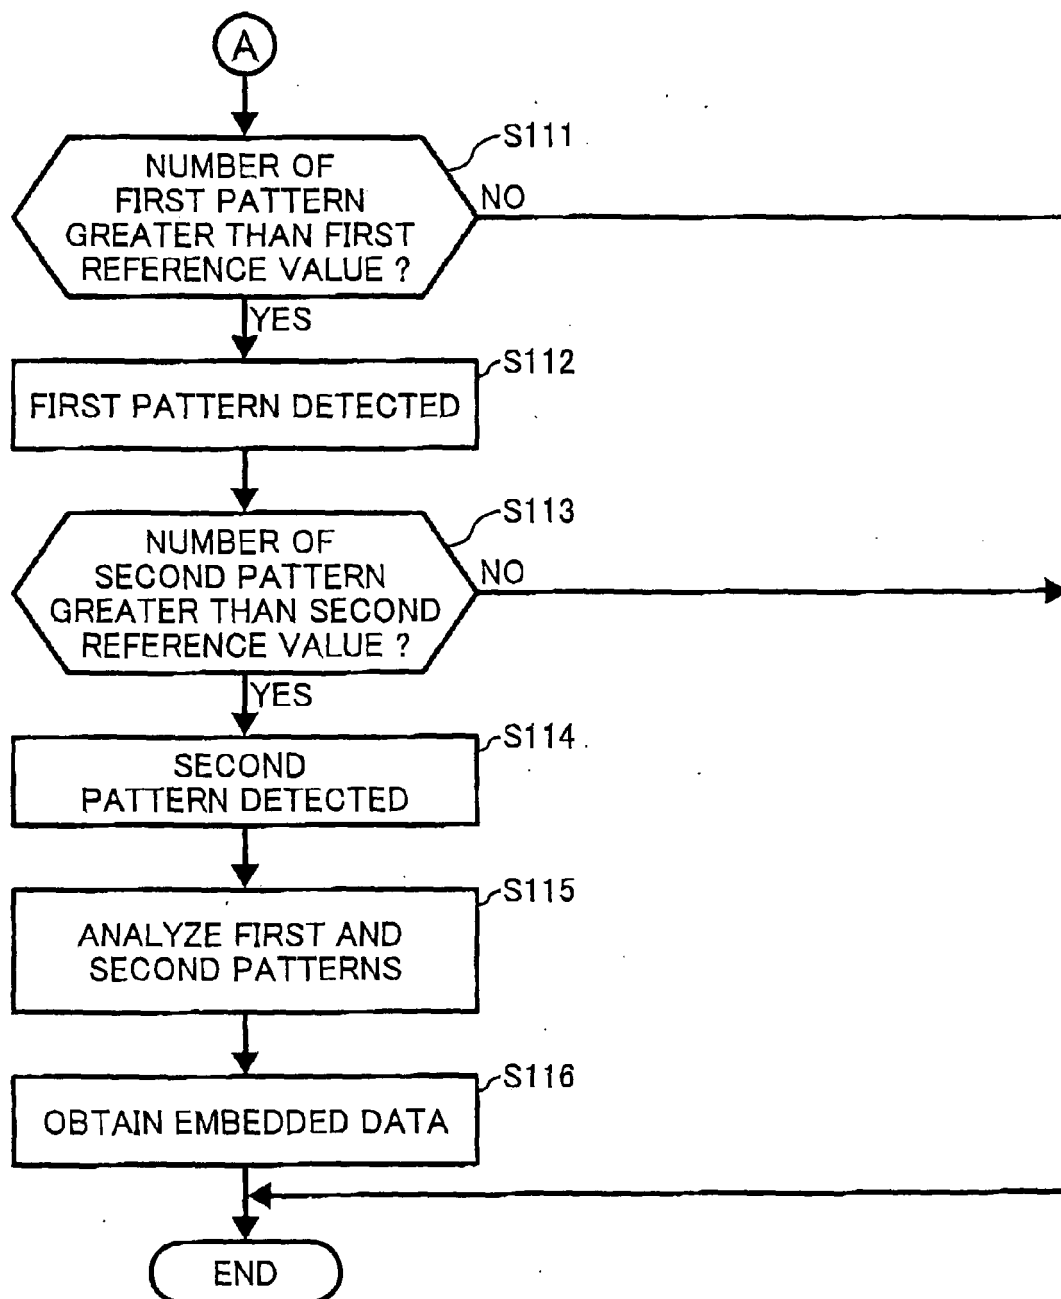 A
S111
NUMBER OF
FIRST PATTERN
GREATER THAN FIRST
REFERENCE VALUE ?
NO
YES
S112
FIRST PATTERN DETECTED
S113
NUMBER OF
SECOND PATTERN
GREATER THAN SECOND
REFERENCE VALUE ?
NO
YES
S114
SECOND
PATTERN DETECTED
S115
ANALYZE FIRST AND
SECOND PATTERNS
S116
OBTAIN EMBEDDED DATA
END